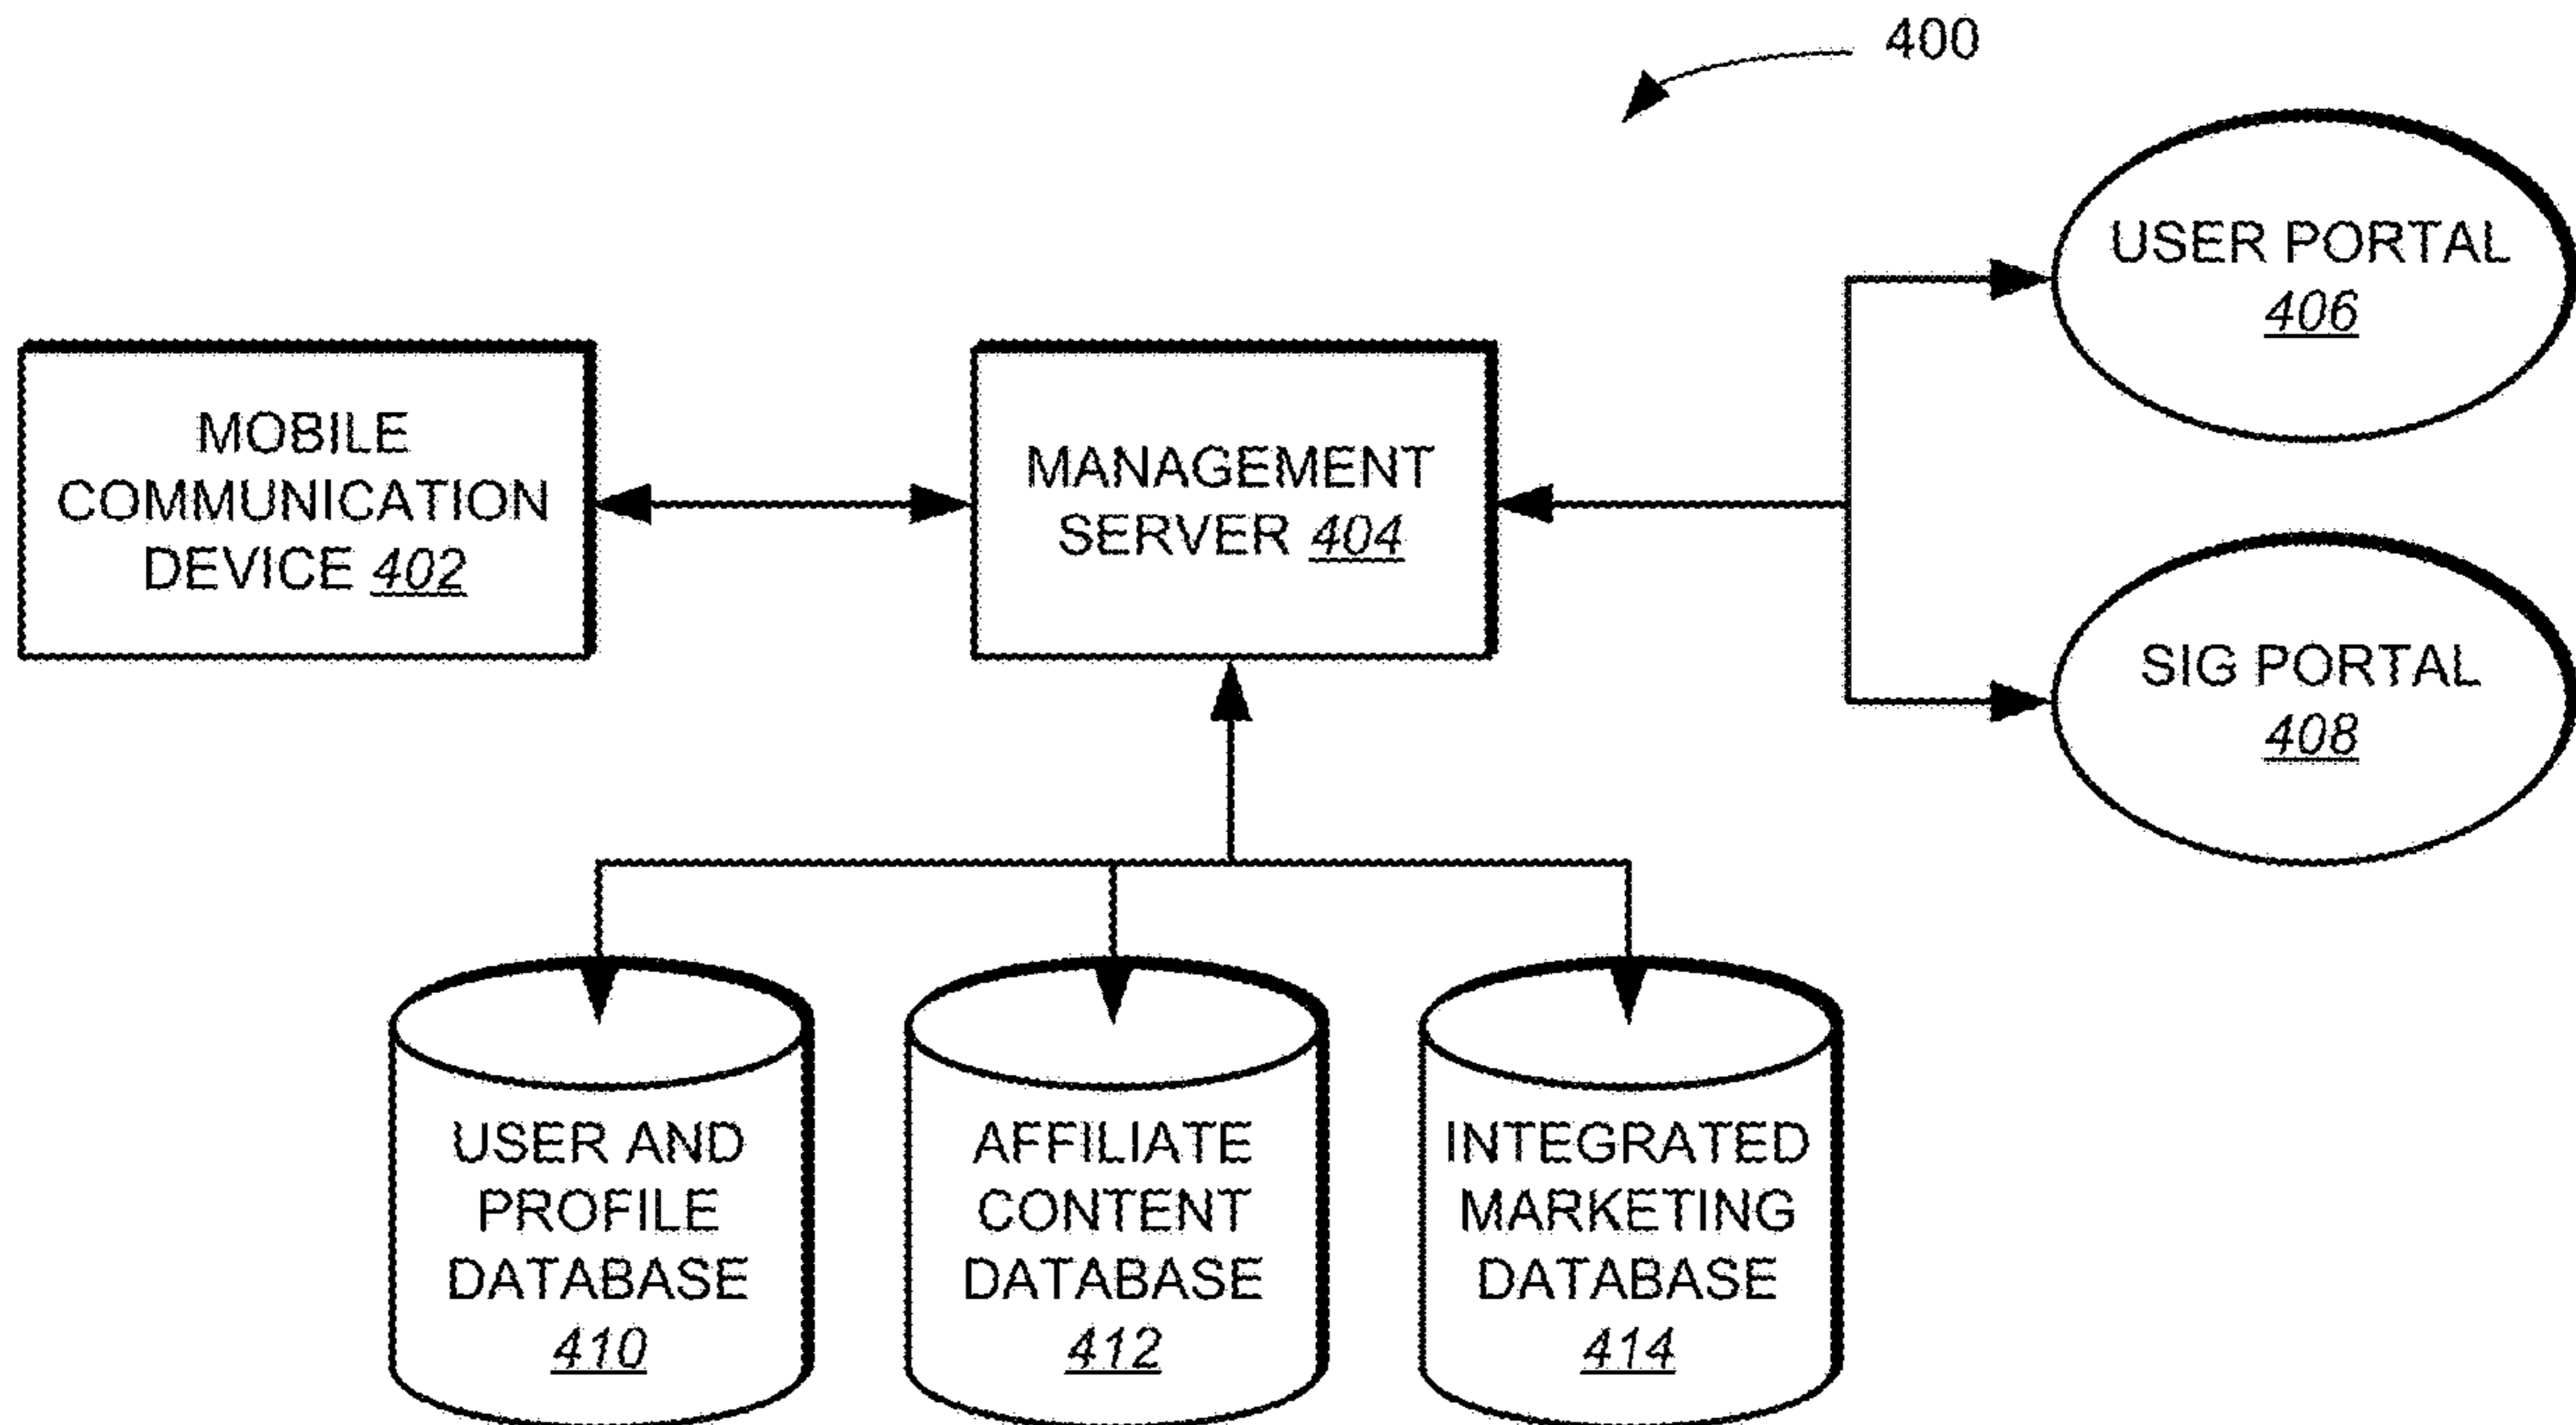 400
USER PORTAL
406
MOBILE
COMMUNICATION
DEVICE 402
MANAGEMENT
SERVER 404
SIG PORTAL
408
USER AND
PROFILE
DATABASE
410
AFFILIATE
CONTENT
DATABASE
412
INTEGRATED
MARKETING
DATABASE
414